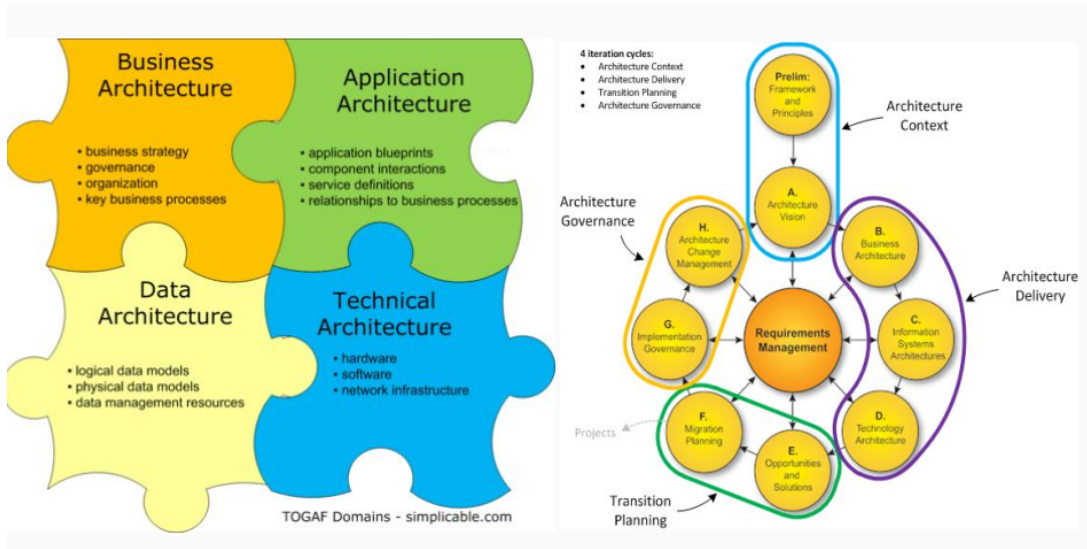 Business
Architecture
▪ business strategy
▪ governance
▪ organization
▪ key business processes
Application
Architecture
▪ application blueprints
▪ component interactions
▪ service definitions
▪ relationships to business processes
Data
Architecture
▪ logical data models
▪ physical data models
▪ data management resources
Technical
Architecture
▪ hardware
▪ software
▪ network infrastructure
TOGAF Domains - simplicable.com
4 iteration cycles:
• Architecture Context
• Architecture Delivery
• Transition Planning
• Architecture Governance
Prelim:
Framework
and
Principles
Architecture
Context
A.
Architecture
Vision
Architecture
Governance
H.
Architecture
Change
Management
B.
Business
Architecture
Architecture
Delivery
G.
Implementation
Governance
Requirements
Management
C.
Information
Systems
Architectures
F.
Migration
Planning
D.
Technology
Architecture
Projects
E.
Opportunities
and
Solutions
Transition
Planning